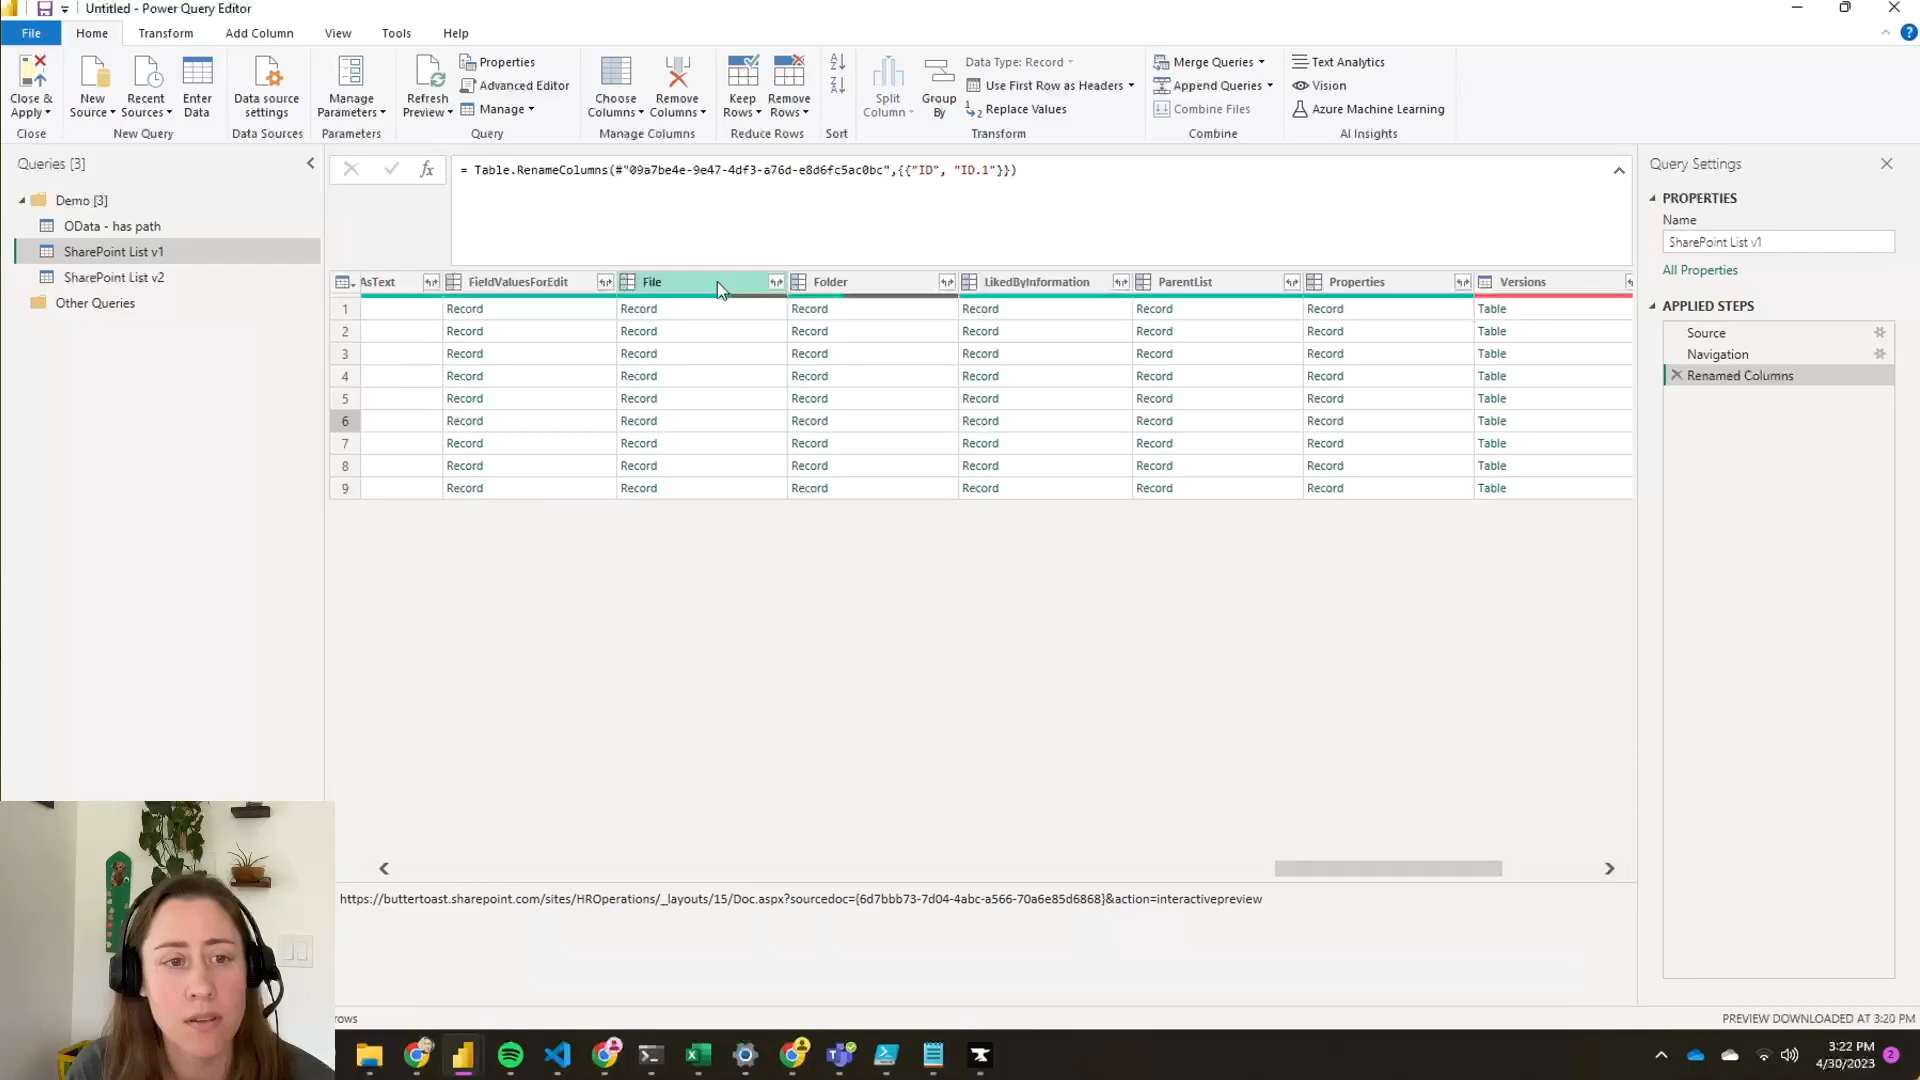 Untitled - Power Query Editor
File Home Transform Add Column View Tools Help
Close & Apply
Close
New Source
Recent Sources
Enter Data
New Query
Data source settings
Data Sources
Manage Parameters
Parameters
Refresh Preview
Properties
Advanced Editor
Manage
Query
Choose Columns
Remove Columns
Manage Columns
Keep Rows
Remove Rows
Reduce Rows
Sort
Split Column
Group By
Data Type: Record
Use First Row as Headers
Replace Values
Transform
Merge Queries
Append Queries
Combine Files
Combine
Text Analytics
Vision
Azure Machine Learning
AI Insights
Queries [3]
Demo [3]
OData - has path
SharePoint List v1
SharePoint List v2
Other Queries
fx
= Table.RenameColumns(#"09a7be4e-9e47-4df3-a76d-e8d6fc5ac0bc",{{"ID", "ID.1"}})
AsText FieldValuesForEdit File Folder LikedByInformation ParentList Properties Versions
1 Record Record Record Record Record Record Table
2 Record Record Record Record Record Record Table
3 Record Record Record Record Record Record Table
4 Record Record Record Record Record Record Table
5 Record Record Record Record Record Record Table
6 Record Record Record Record Record Record Table
7 Record Record Record Record Record Record Table
8 Record Record Record Record Record Record Table
9 Record Record Record Record Record Record Table
https://buttertoast.sharepoint.com/sites/HROperations/_layouts/15/Doc.aspx?sourcedoc={6d7bbb73-7d04-4abc-a566-70a6e85d6868}&action=interactivepreview
Query Settings
PROPERTIES
Name
SharePoint List v1
All Properties
APPLIED STEPS
Source
Navigation
Renamed Columns
rows
PREVIEW DOWNLOADED AT 3:20 PM
3:22 PM
4/30/2023
2